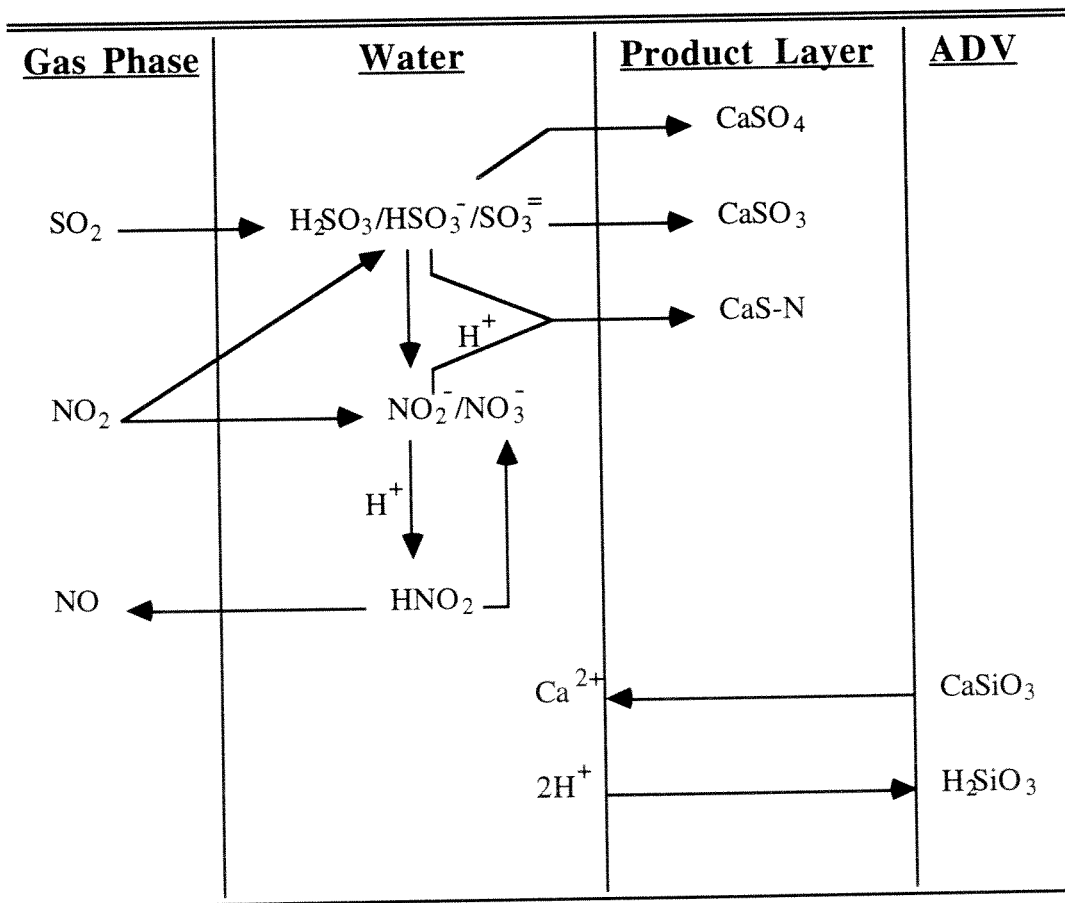 Gas Phase Water Product Layer ADV
CaSO₄
SO₂ H₂SO₃/HSO₃⁻/SO₃⁼ CaSO₃
H⁺ CaS-N
NO₂ NO₂⁻/NO₃⁻
H⁺
NO HNO₂
Ca²⁺ CaSiO₃
2H⁺ H₂SiO₃